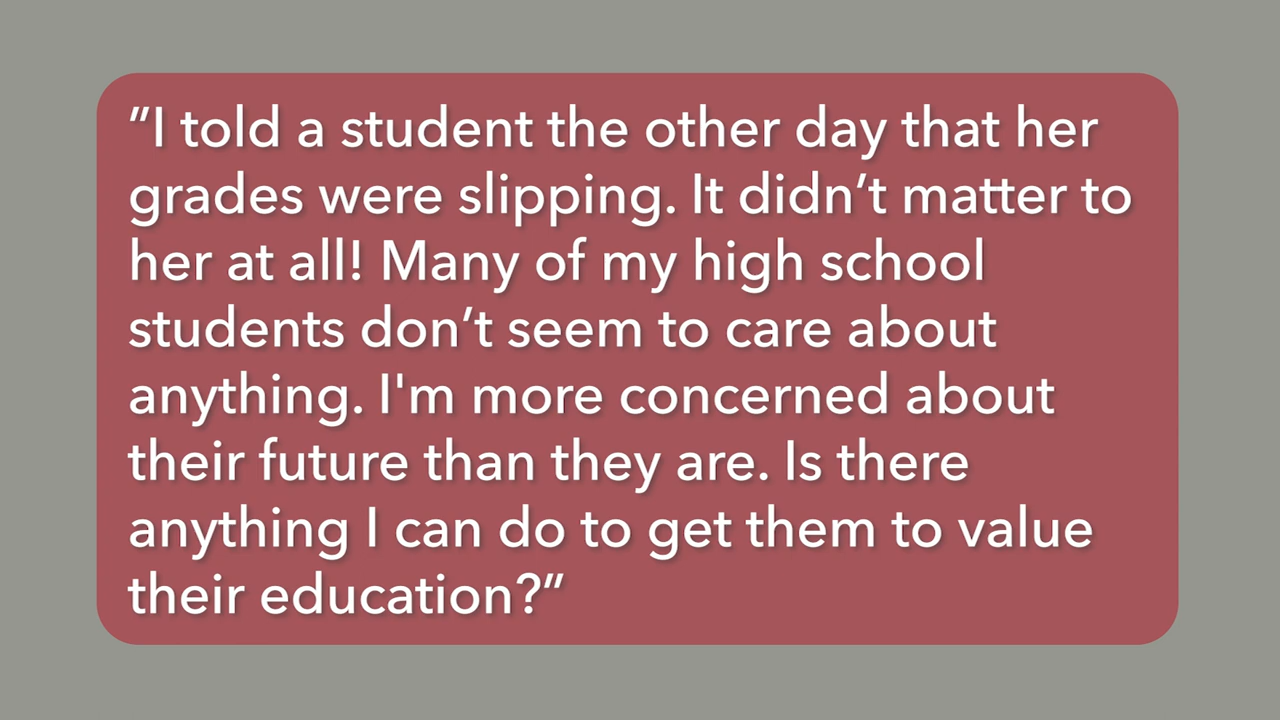 "I told a student the other day that her
grades were slipping. It didn’t matter to
her at all! Many of my high school
students don’t seem to care about
anything. I'm more concerned about
their future than they are. Is there
anything I can do to get them to value
their education?"